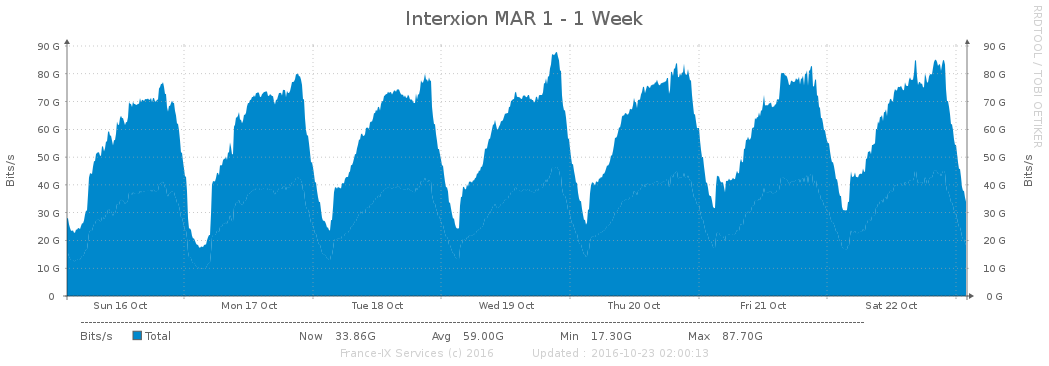 Interxion MAR 1 - 1 Week
RRDTOOL / TOBI OETIKER
90 G 90 G
80 G 80 G
70 G 70 G
60 G 60 G
50 G 50 G
40 G 40 G
30 G 30 G
20 G 20 G
10 G 10 G
0 0 G
Bits/s
Bits/s
Sun 16 Oct Mon 17 Oct Tue 18 Oct Wed 19 Oct Thu 20 Oct Fri 21 Oct Sat 22 Oct
Bits/s Total Now 33.86G Avg 59.00G Min 17.30G Max 87.70G
France-IX Services (c) 2016 Updated : 2016-10-23 02:00:13